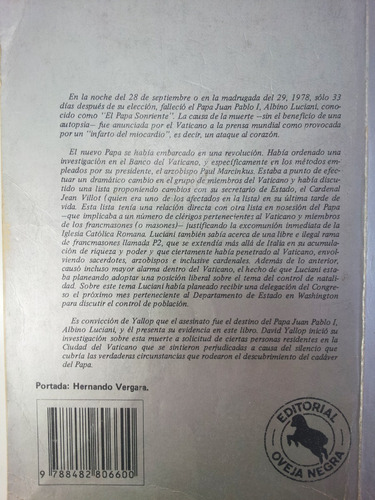 En la noche del 28 de septiembre o en la madrugada del 29, 1978, sólo 33
días después de su elección, falleció el Papa Juan Pablo I, Albino Luciani, cono-
cido como "El Papa Sonriente". La causa de la muerte —sin el beneficio de una
autopsia— fue anunciada por el Vaticano a la prensa mundial como provocada
por un "infarto del miocardio", es decir, un ataque al corazón.
El nuevo Papa se había embarcado en una revolución. Había ordenado una
investigación en el Banco del Vaticano, y específicamente en los métodos em-
pleados por su presidente, el arzobispo Paul Marcinkus. Estaba a punto de efec-
tuar un dramático cambio en el grupo de miembros del Vaticano y había discu-
tido una lista proponiendo cambios con su secretario de Estado, el Cardenal
Jean Villot (quien era uno de los afectados en la lista) en su última tarde de vida.
Esta lista tenía una relación directa con otra lista en posesión del Papa —que
implicaba a un número de clérigos pertenecientes al Vaticano y miembros
de los francmasones (o masones)— justificando la excomunión inmediata de la
Iglesia Católica Romana. Luciani también sabía acerca de una libre e ilegal rama
de francmasones llamada P2, que se extendía más allá de Italia en su acumula-
ción de riqueza y poder y que ciertamente había penetrado al Vaticano, envol-
viendo sacerdotes, arzobispos e inclusive cardenales. Además de lo anterior,
causó incluso mayor alarma dentro del Vaticano, el hecho de que Luciani esta-
ba planeando adoptar una posición liberal sobre el tema del control de natali-
dad. Sobre este tema Luciani había planeado recibir una delegación del Congre-
so el próximo mes perteneciente al Departamento de Estado en Washington
para discutir el control de población.
Es convicción de Yallop que el asesinato fue el destino del Papa Juan Pablo I,
Albino Luciani, y él presenta su evidencia en este libro. David Yallop inició su
investigación sobre esta muerte a solicitud de ciertas personas residentes en la
Ciudad del Vaticano que se sintieron perjudicadas a causa del silencio que
cubría las verdaderas circunstancias que rodearon el descubrimiento del cadáver
del Papa.
Portada: Hernando Vergara.
9 788482 806600
EDITORIAL
OVEJA NEGRA